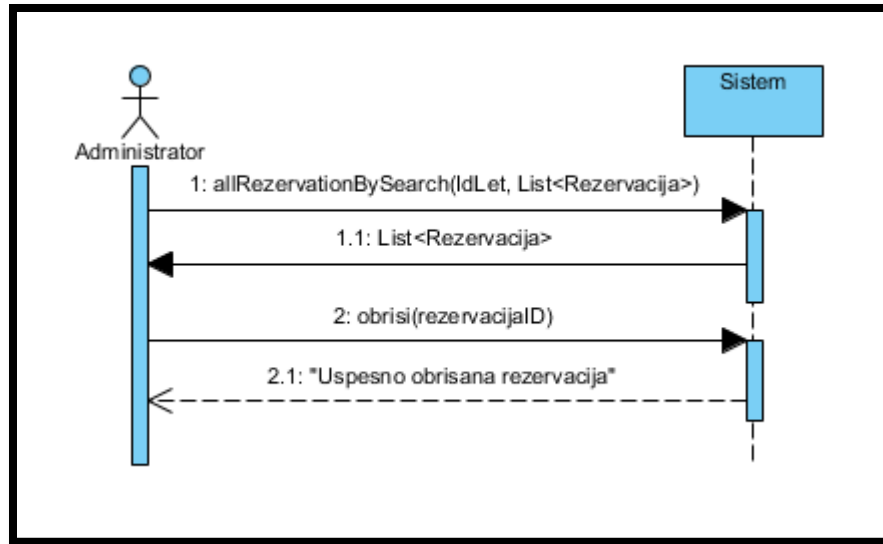 Sistem
Administrator
1: allRezervationBySearch(IdLet, List<Rezervacija>)
1.1: List<Rezervacija>
2: obrisi(rezervacijaID)
2.1: "Uspesno obrisana rezervacija"